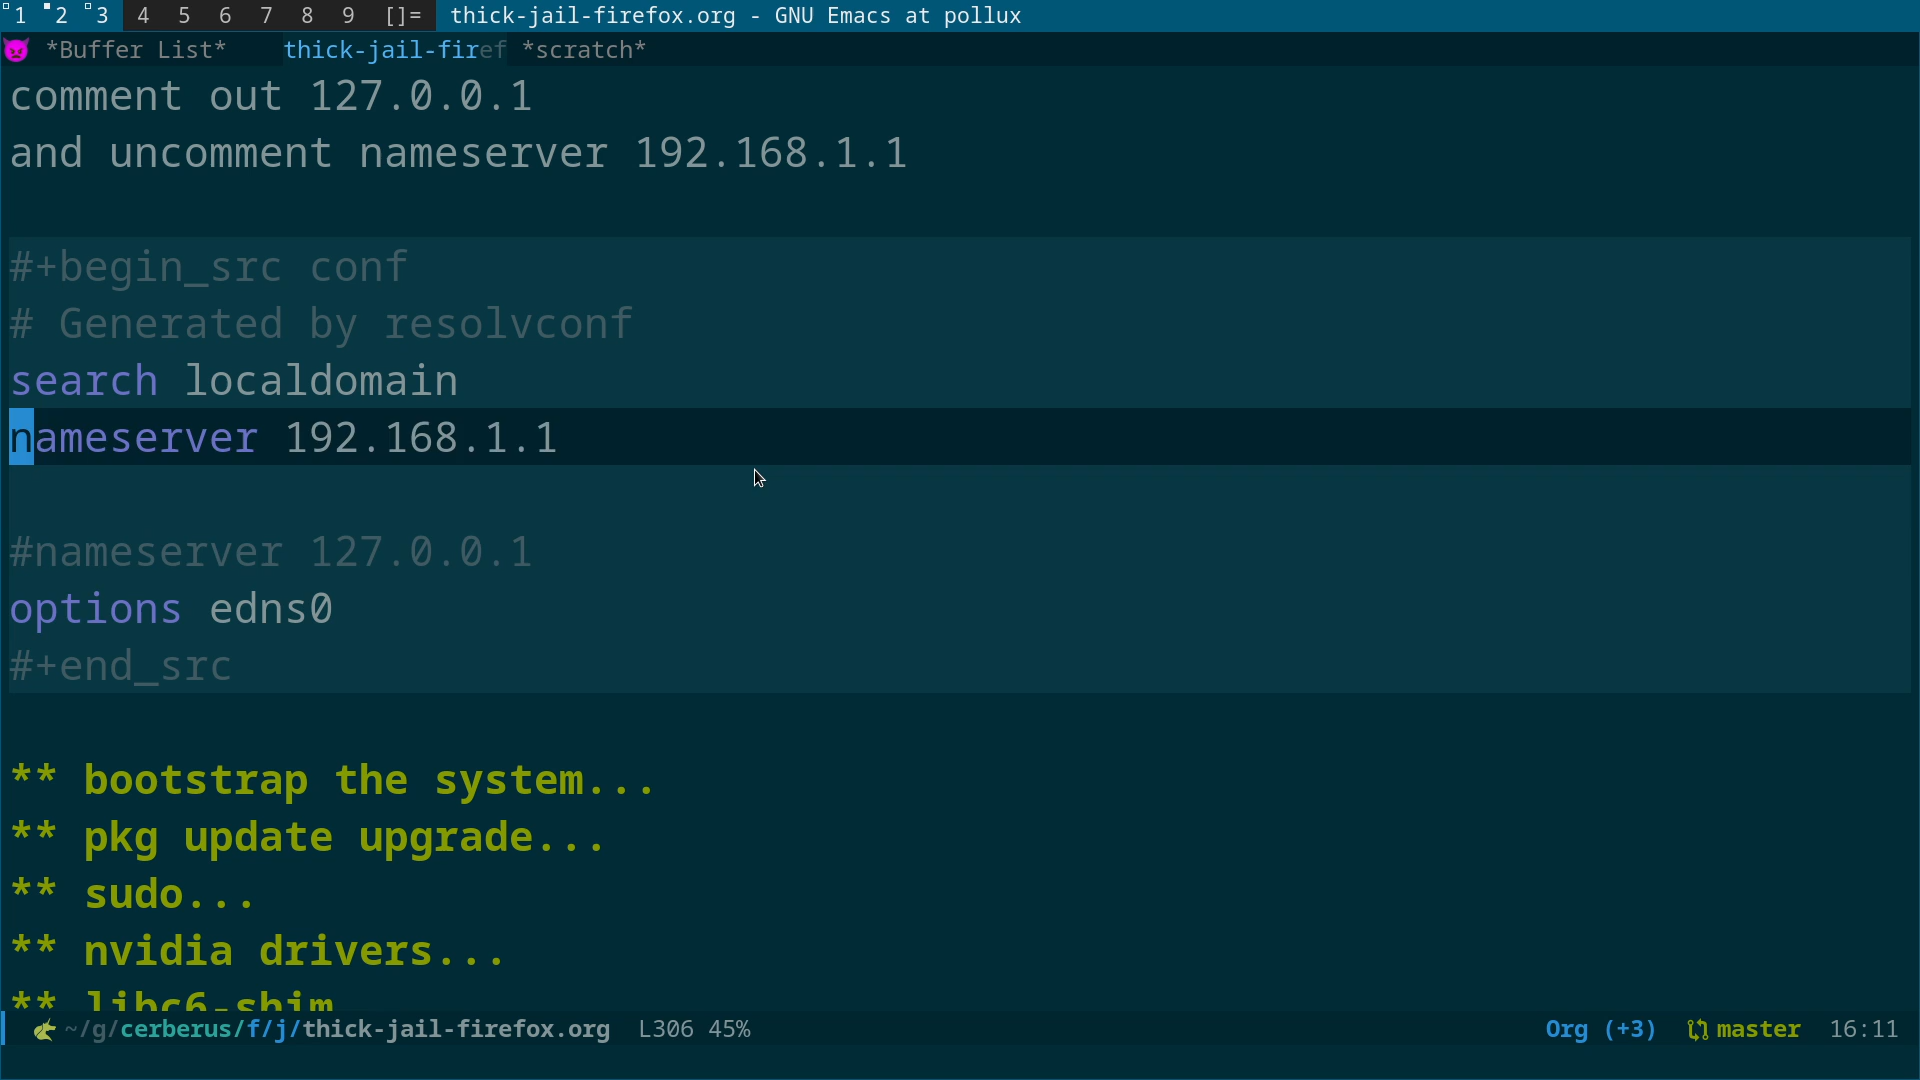 1 2 3 4 5 6 7 8 9 []= thick-jail-firefox.org - GNU Emacs at pollux
*Buffer List* thick-jail-firef *scratch*
comment out 127.0.0.1
and uncomment nameserver 192.168.1.1
#+begin_src conf
# Generated by resolvconf
search localdomain
nameserver 192.168.1.1
#nameserver 127.0.0.1
options edns0
#+end_src
** bootstrap the system...
** pkg update upgrade...
** sudo...
** nvidia drivers...
** libc6-shim
~/g/cerberus/f/j/thick-jail-firefox.org L306 45% Org (+3) master 16:11